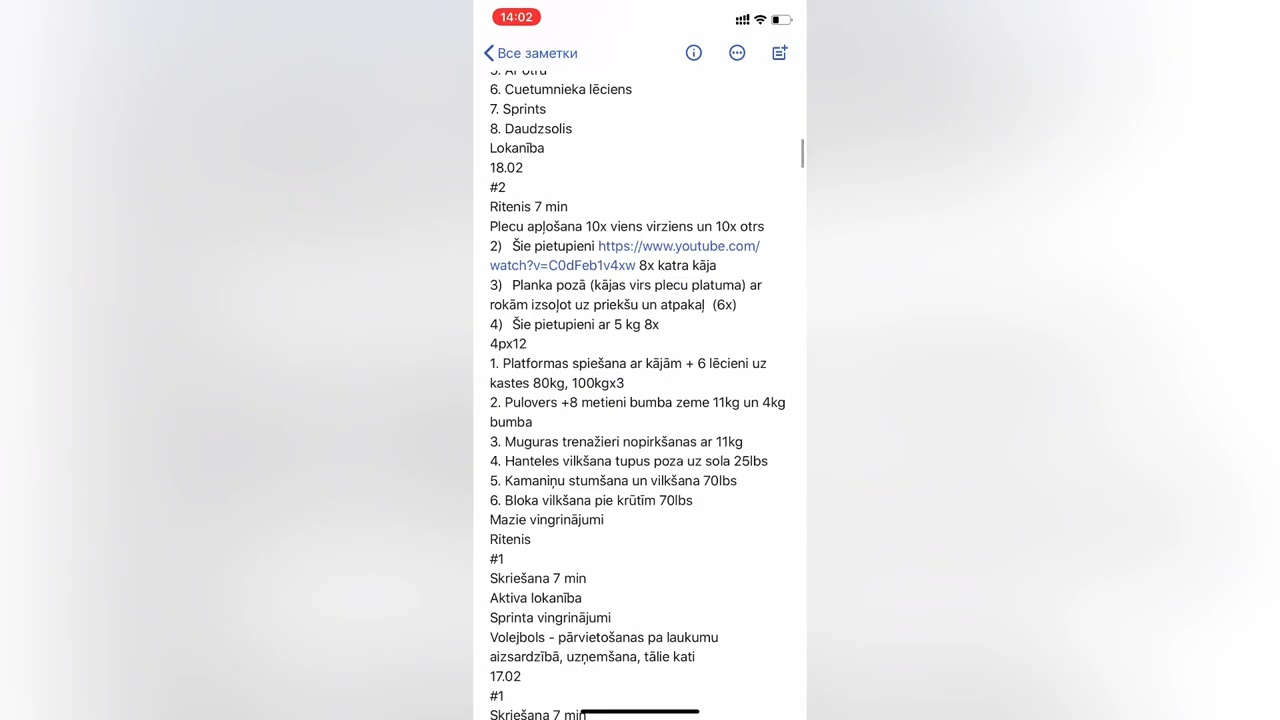 14:02
Все заметки
5. Ar otru
6. Cuetumnieka lēciens
7. Sprints
8. Daudzsolis
Lokanība
18.02
#2
Ritenis 7 min
Plecu apļošana 10x viens virziens un 10x otrs
2) Šie pietupieni https://www.youtube.com/
watch?v=C0dFeb1v4xw 8x katra kāja
3) Planka pozā (kājas virs plecu platuma) ar
rokām izsoļot uz priekšu un atpakaļ (6x)
4) Šie pietupieni ar 5 kg 8x
4px12
1. Platformas spiešana ar kājām + 6 lēcieni uz
kastes 80kg, 100kgx3
2. Pulovers +8 metieni bumba zeme 11kg un 4kg
bumba
3. Muguras trenažieri nopirkšanas ar 11kg
4. Hanteles vilkšana tupus poza uz sola 25lbs
5. Kamaniņu stumšana un vilkšana 70lbs
6. Bloka vilkšana pie krūtīm 70lbs
Mazie vingrinājumi
Ritenis
#1
Skriešana 7 min
Aktiva lokanība
Sprinta vingrinājumi
Volejbols - pārvietošanas pa laukumu
aizsardzībā, uzņemšana, tālie kati
17.02
#1
Skriešana 7 min